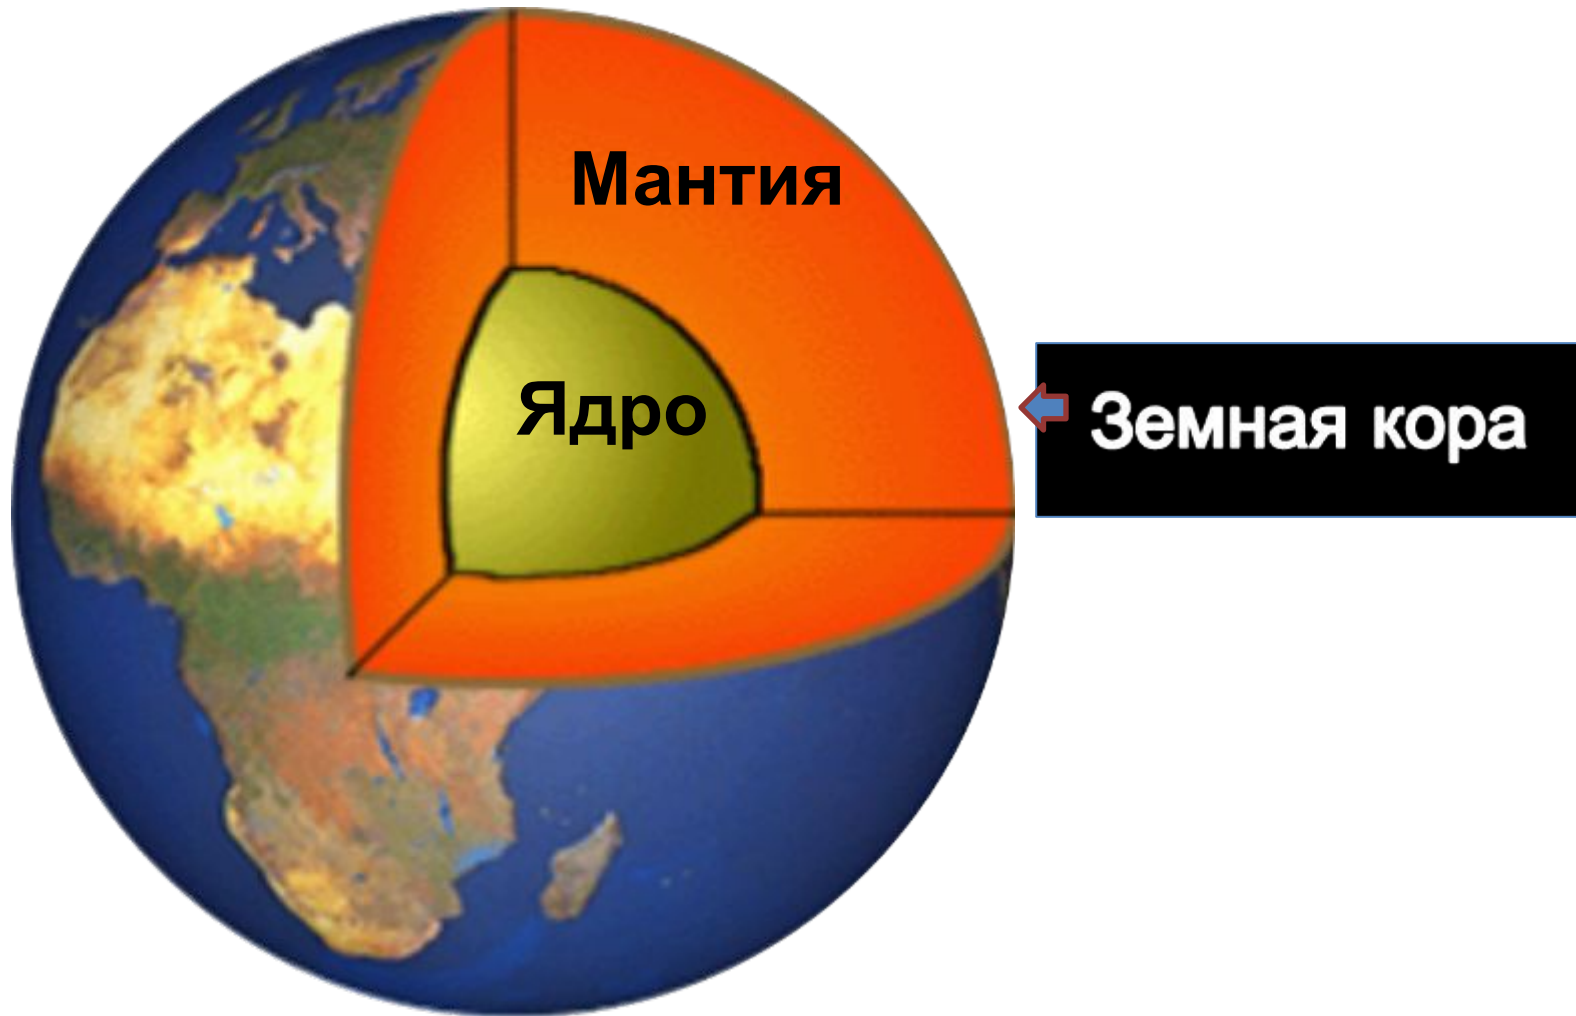 Мантия
Ядро
Земная кора